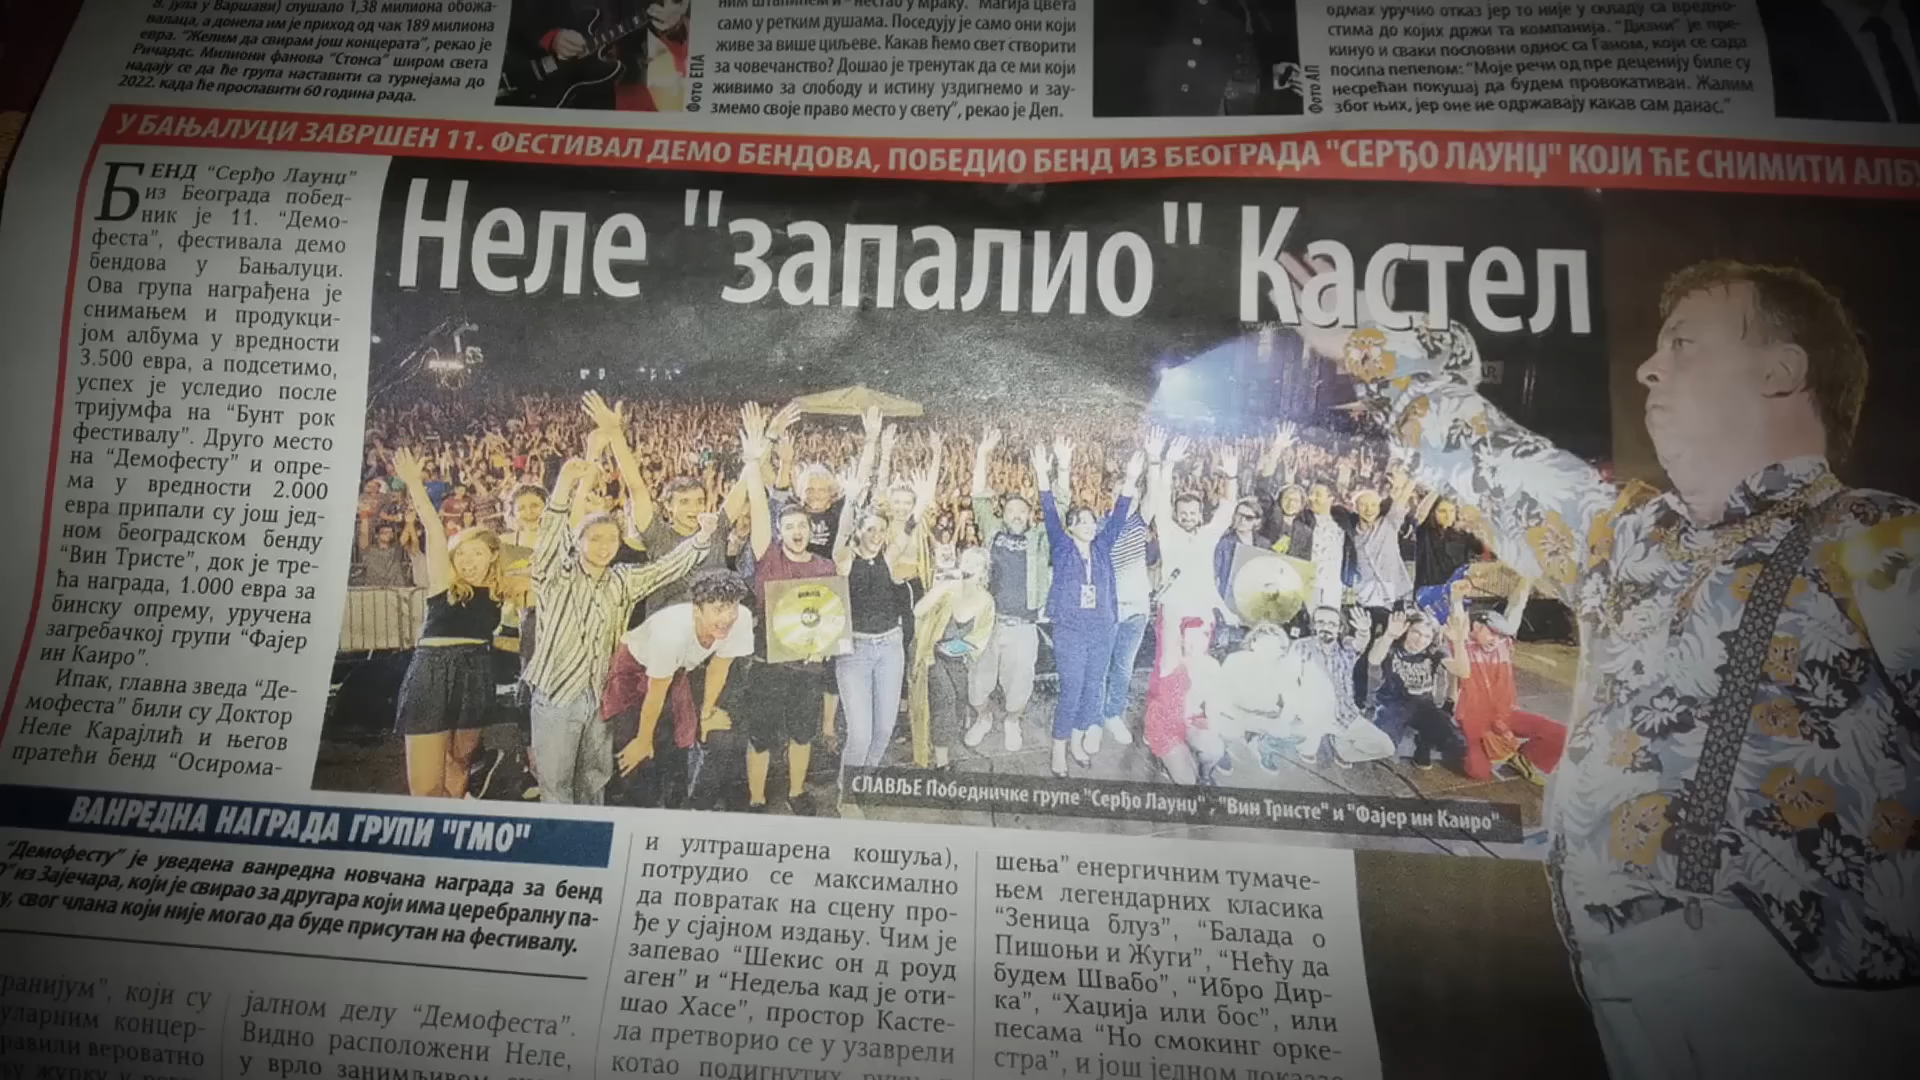 8. јула у Варшави) слушало 1,38 милиона обожа-
валаца, а донела им је приход од чак 189 милиона
евра. "Желим да свирам још концерата", рекао је
Ричардс. Милиони фанова "Стонса" широм света
надају се да ће група наставити са турнејама до
2022. када ће прославити 60 година рада.
Фото ЕПА
ним штапићем и - нестао у мраку. Магија цвета
само у ретким душама. Поседују је само они који
живе за више циљеве. Какав ћемо свет створити
за човечанство? Дошао је тренутак да се ми који
живимо за слободу и истину уздигнемо и зау-
змемо своје право место у свету", рекао је Деп.
Фото АП
одмах уручио отказ јер то није у складу са вредно-
стима до којих држи та компанија. "Дизни" је пре-
кинуо и сваки пословни однос са Ганом, који се сада
посипа пепелом: "Моје речи од пре деценију биле су
несрећан покушај да будем провокативан. Жалим
због њих, јер оне не одржавају какав сам данас."
У БАЊАЛУЦИ ЗАВРШЕН 11. ФЕСТИВАЛ ДЕМО БЕНДОВА, ПОБЕДИО БЕНД ИЗ БЕОГРАДА "СЕРЂО ЛАУНЏ" КОЈИ ЋЕ СНИМИТИ АЛБУ
Неле "запалио" Кастел
БЕНД "Серђо Лаунџ"
из Београда побед-
ник је 11. "Демо-
феста", фестивала демо
бендова у Бањалуци.
Ова група награђена је
снимањем и продукци-
јом албума у вредности
3.500 евра, а подсетимо,
успех је уследио после
тријумфа на "Бунт рок
фестивалу". Друго место
на "Демофесту" и опре-
ма у вредности 2.000
евра припали су још јед-
ном београдском бенду
"Вин Тристе", док је тре-
ћа награда, 1.000 евра за
бинску опрему, уручена
загребачкој групи "Фајер
ин Каиро".
Ипак, главна звезда "Де-
мофеста" били су Доктор
Неле Карајлић и његов
пратећи бенд "Осирома-
СЛАВЉЕ Победничке групе "Серђо Лаунџ", "Вин Тристе" и "Фајер ин Каиро"
ВАНРЕДНА НАГРАДА ГРУПИ "ГМО"
"Демофесту" је уведена ванредна новчана награда за бенд
из Зајечара, који је свирао за другара који има церебралну па-
свог члана који није могао да буде присутан на фестивалу.
ранијум", који су
уларним концер-
равили вероватно
јалном делу "Демофеста".
Видно расположени Неле,
у врло занимљивом
и ултрашарена кошуља),
потрудио се максимално
да повратак на сцену про-
ђе у сјајном издању. Чим је
запевао "Шекис он д роуд
аген" и "Недеља кад је оти-
шао Хасе", простор Касте-
ла претворио се у узаврели
котао подигнутих руку
шења" енергичним тумаче-
њем легендарних класика
"Зеница блуз", "Балада о
Пишоњи и Жуги", "Нећу да
будем Швабо", "Ибро Дир-
ка", "Хаџија или бос", или
песама "Но смокинг орке-
стра", и још једном